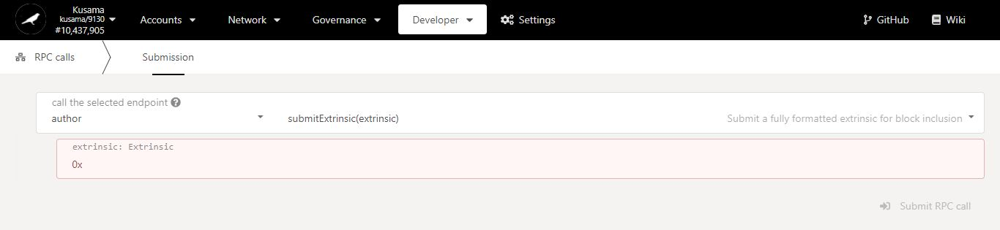 Kusama
kusama/9130
#10,437,905
Accounts
Network
Governance
Developer
Settings
GitHub
Wiki
RPC calls
Submission
call the selected endpoint ?
author
submitExtrinsic(extrinsic)
Submit a fully formatted extrinsic for block inclusion
extrinsic: Extrinsic
0x
Submit RPC call